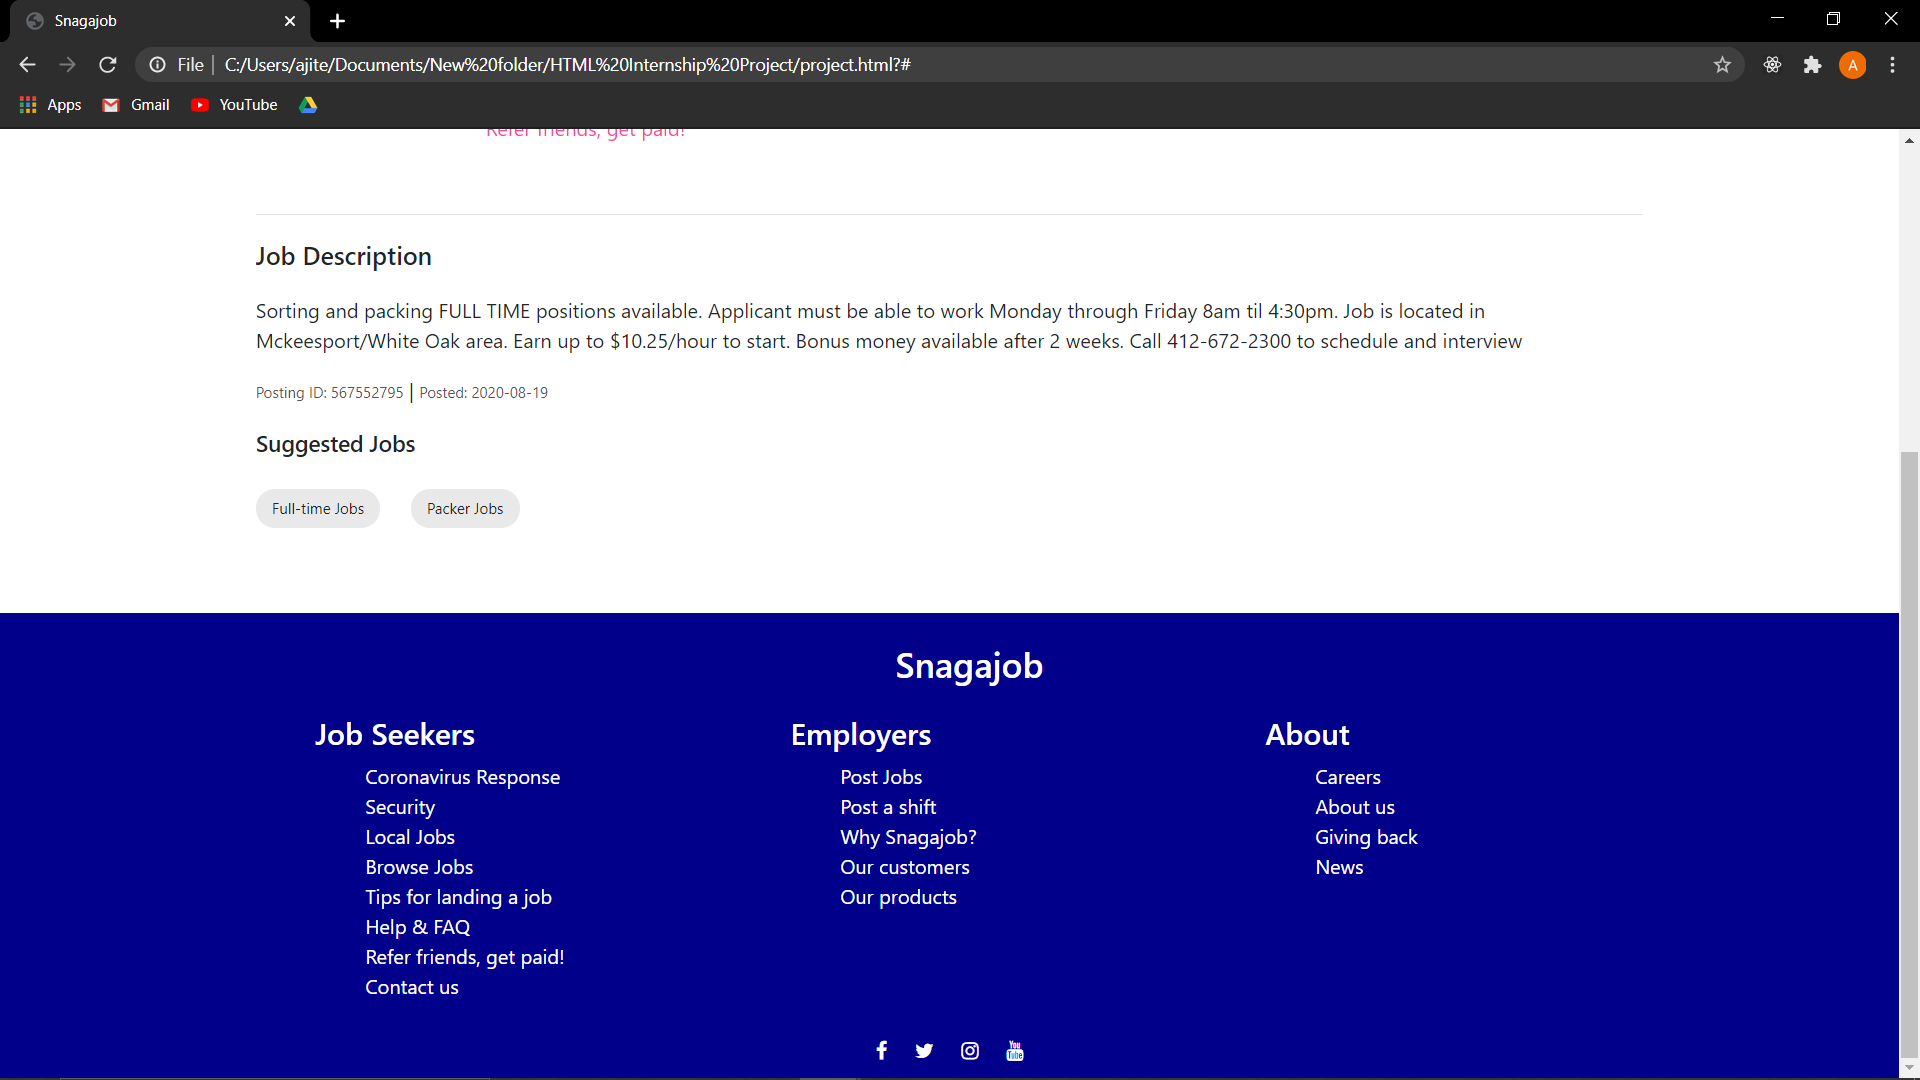 Snagajob
File
C:/Users/ajite/Documents/New%20folder/HTML%20Internship%20Project/project.html?#
A
Apps
Gmail
YouTube
Refer friends, get paid!
Job Description
Sorting and packing FULL TIME positions available. Applicant must be able to work Monday through Friday 8am til 4:30pm. Job is located in
Mckeesport/White Oak area. Earn up to $10.25/hour to start. Bonus money available after 2 weeks. Call 412-672-2300 to schedule and interview
Posting ID: 567552795 | Posted: 2020-08-19
Suggested Jobs
Full-time Jobs
Packer Jobs
Snagajob
Job Seekers
Coronavirus Response
Security
Local Jobs
Browse Jobs
Tips for landing a job
Help & FAQ
Refer friends, get paid!
Contact us
Employers
Post Jobs
Post a shift
Why Snagajob?
Our customers
Our products
About
Careers
About us
Giving back
News
You
Tube